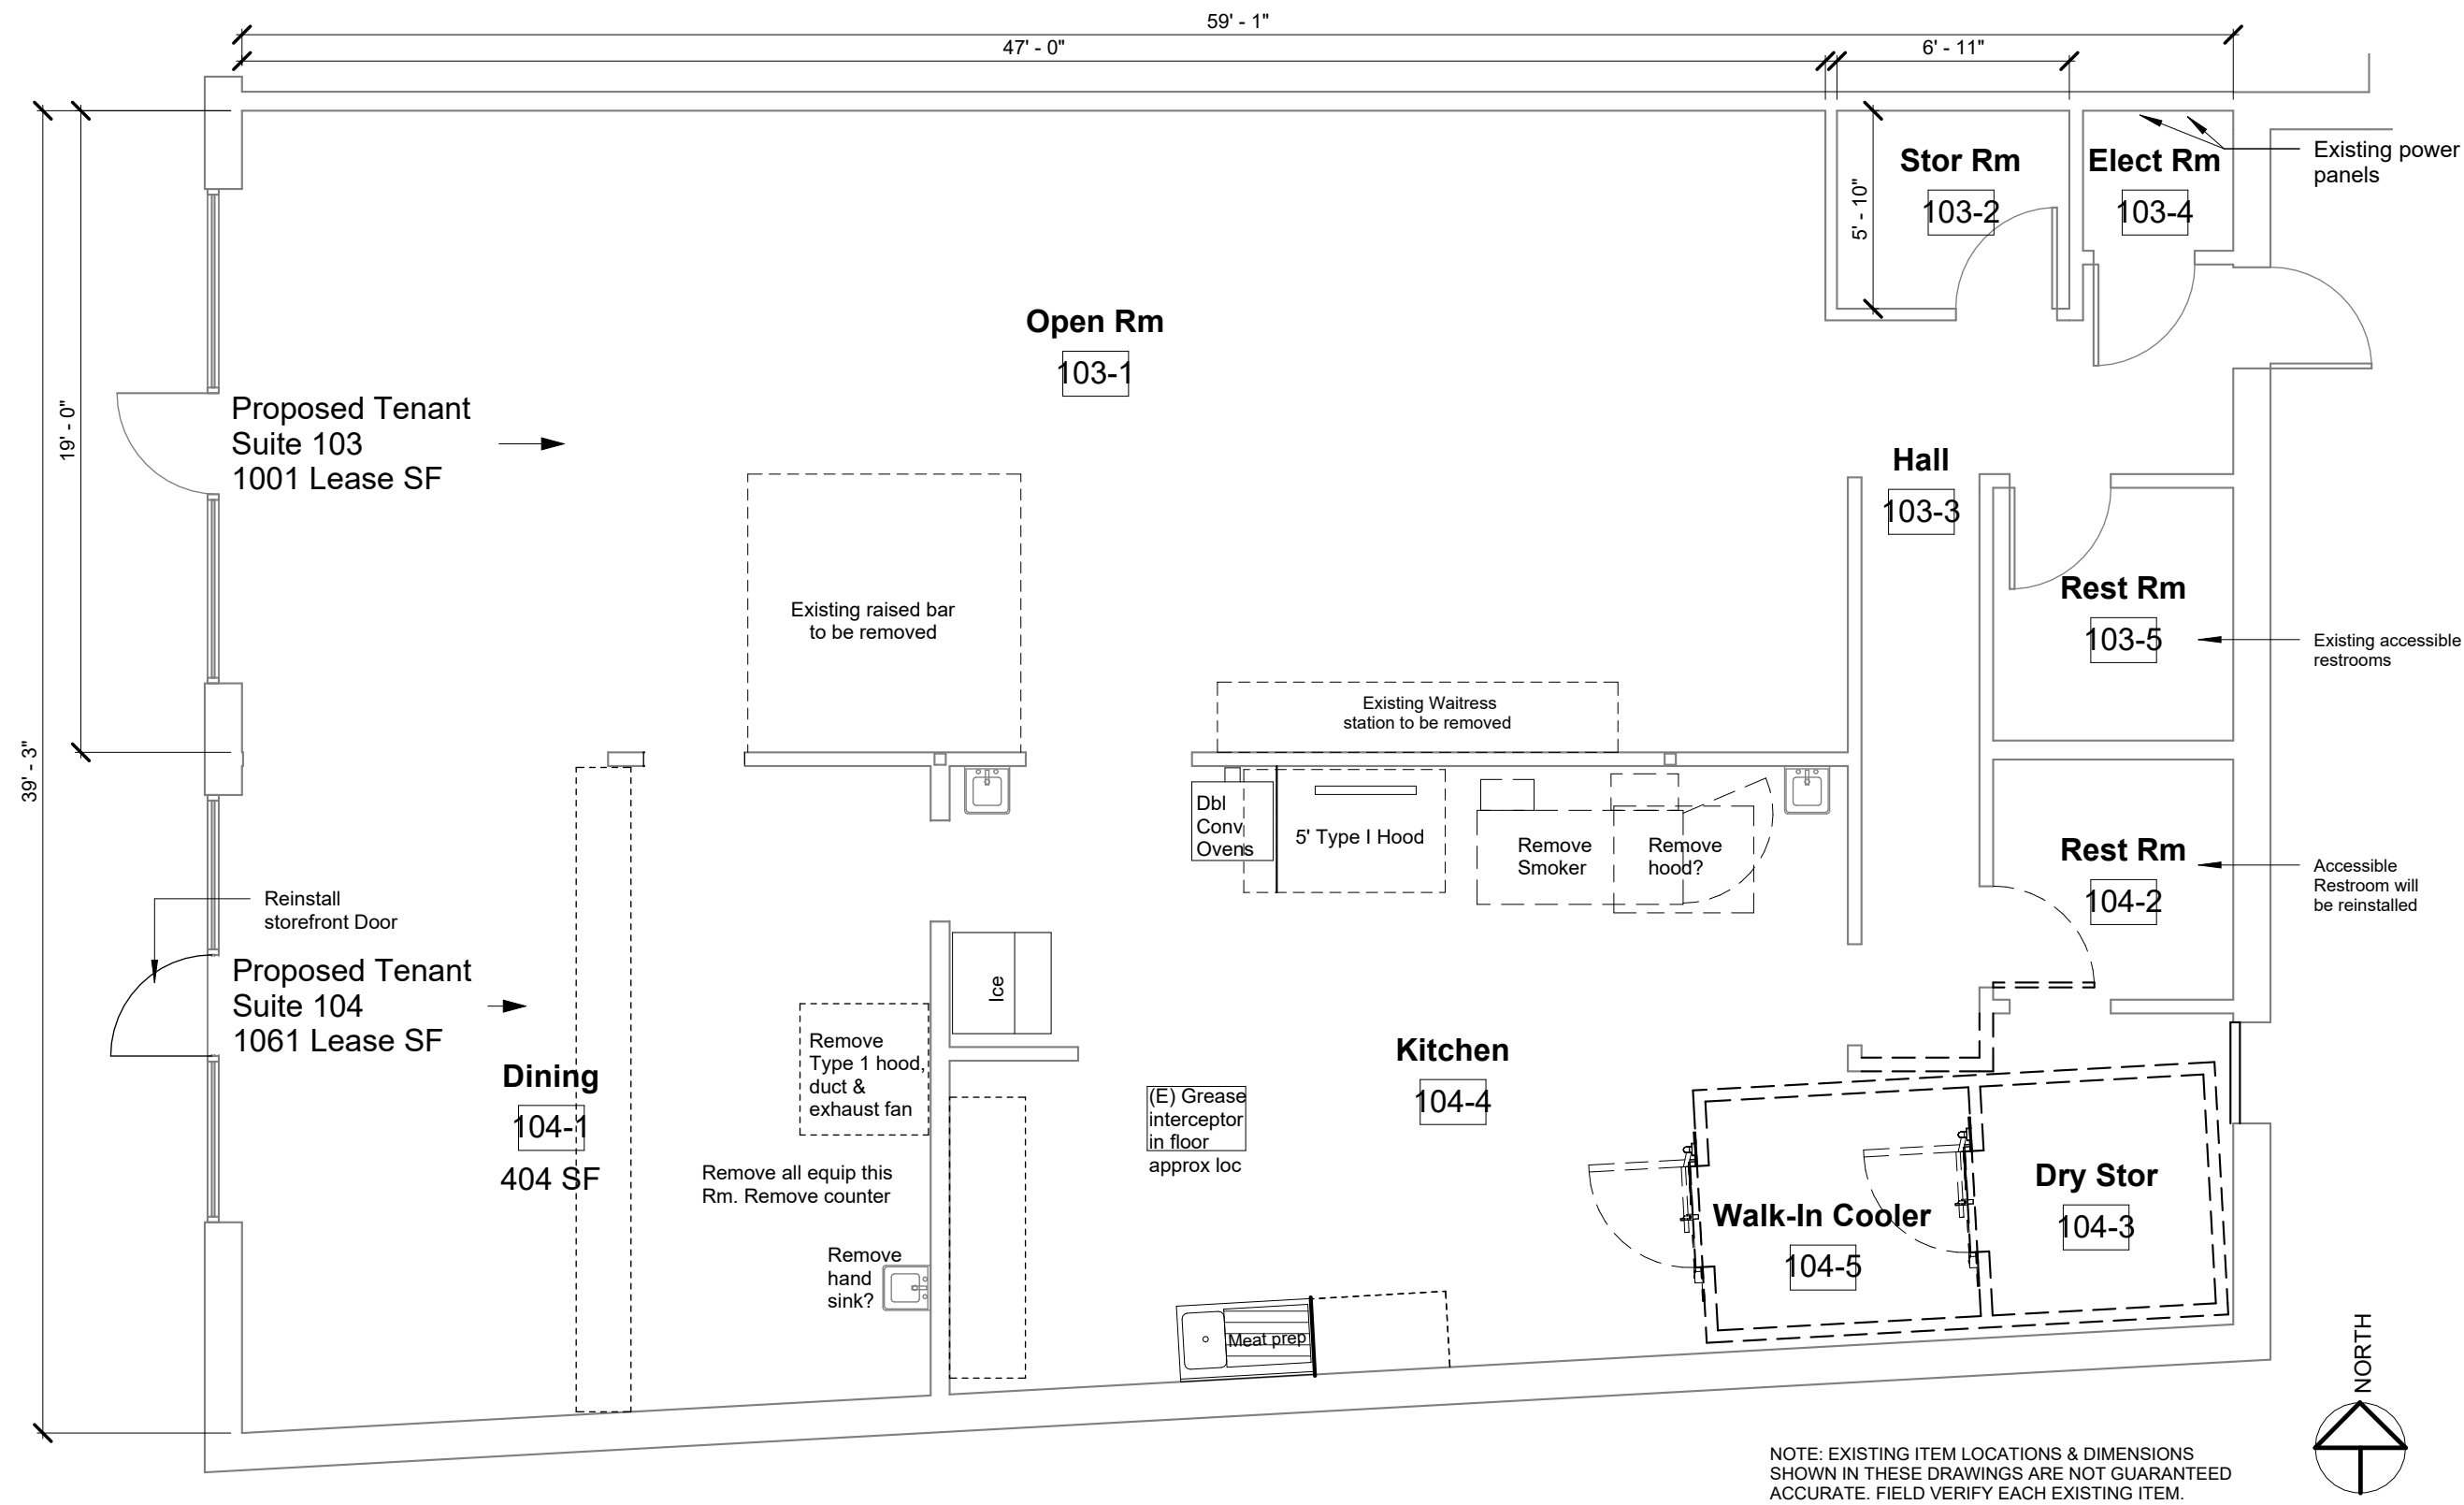 59' - 1"
47' - 0"
6' - 11"
Stor Rm
103-2
5' - 10"
Elect Rm
103-4
Existing power
panels
Open Rm
103-1
19' - 0"
39' - 3"
Proposed Tenant
Suite 103
1001 Lease SF
Hall
103-3
Existing raised bar
to be removed
Rest Rm
103-5
Existing accessible
restrooms
Existing Waitress
station to be removed
Dbl
Conv
Ovens
5' Type I Hood
Remove
Smoker
Remove
hood?
Rest Rm
104-2
Accessible
Restroom will
be reinstalled
Reinstall
storefront Door
Proposed Tenant
Suite 104
1061 Lease SF
Ice
Dining
104-1
404 SF
Remove
Type 1 hood,
duct &
exhaust fan
Remove all equip this
Rm. Remove counter
Remove
hand
sink?
(E) Grease
interceptor
in floor
approx loc
Kitchen
104-4
Walk-In Cooler
104-5
Dry Stor
104-3
Meat prep
NORTH
NOTE: EXISTING ITEM LOCATIONS & DIMENSIONS
SHOWN IN THESE DRAWINGS ARE NOT GUARANTEED
ACCURATE. FIELD VERIFY EACH EXISTING ITEM.